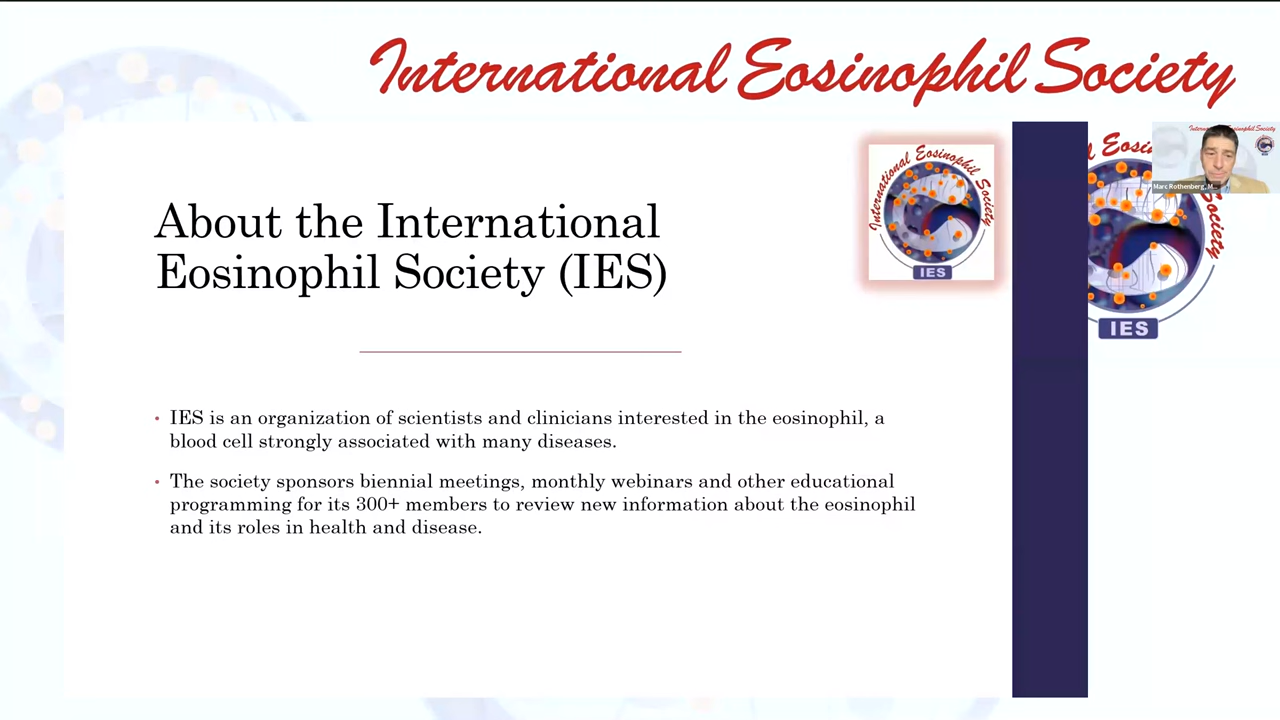 International Eosinophil Society
About the International
Eosinophil Society (IES)
International Eosinophil Society
IES
• IES is an organization of scientists and clinicians interested in the eosinophil, a
blood cell strongly associated with many diseases.
• The society sponsors biennial meetings, monthly webinars and other educational
programming for its 300+ members to review new information about the eosinophil
and its roles in health and disease.
Society
IES
Marc Rothenberg, M...